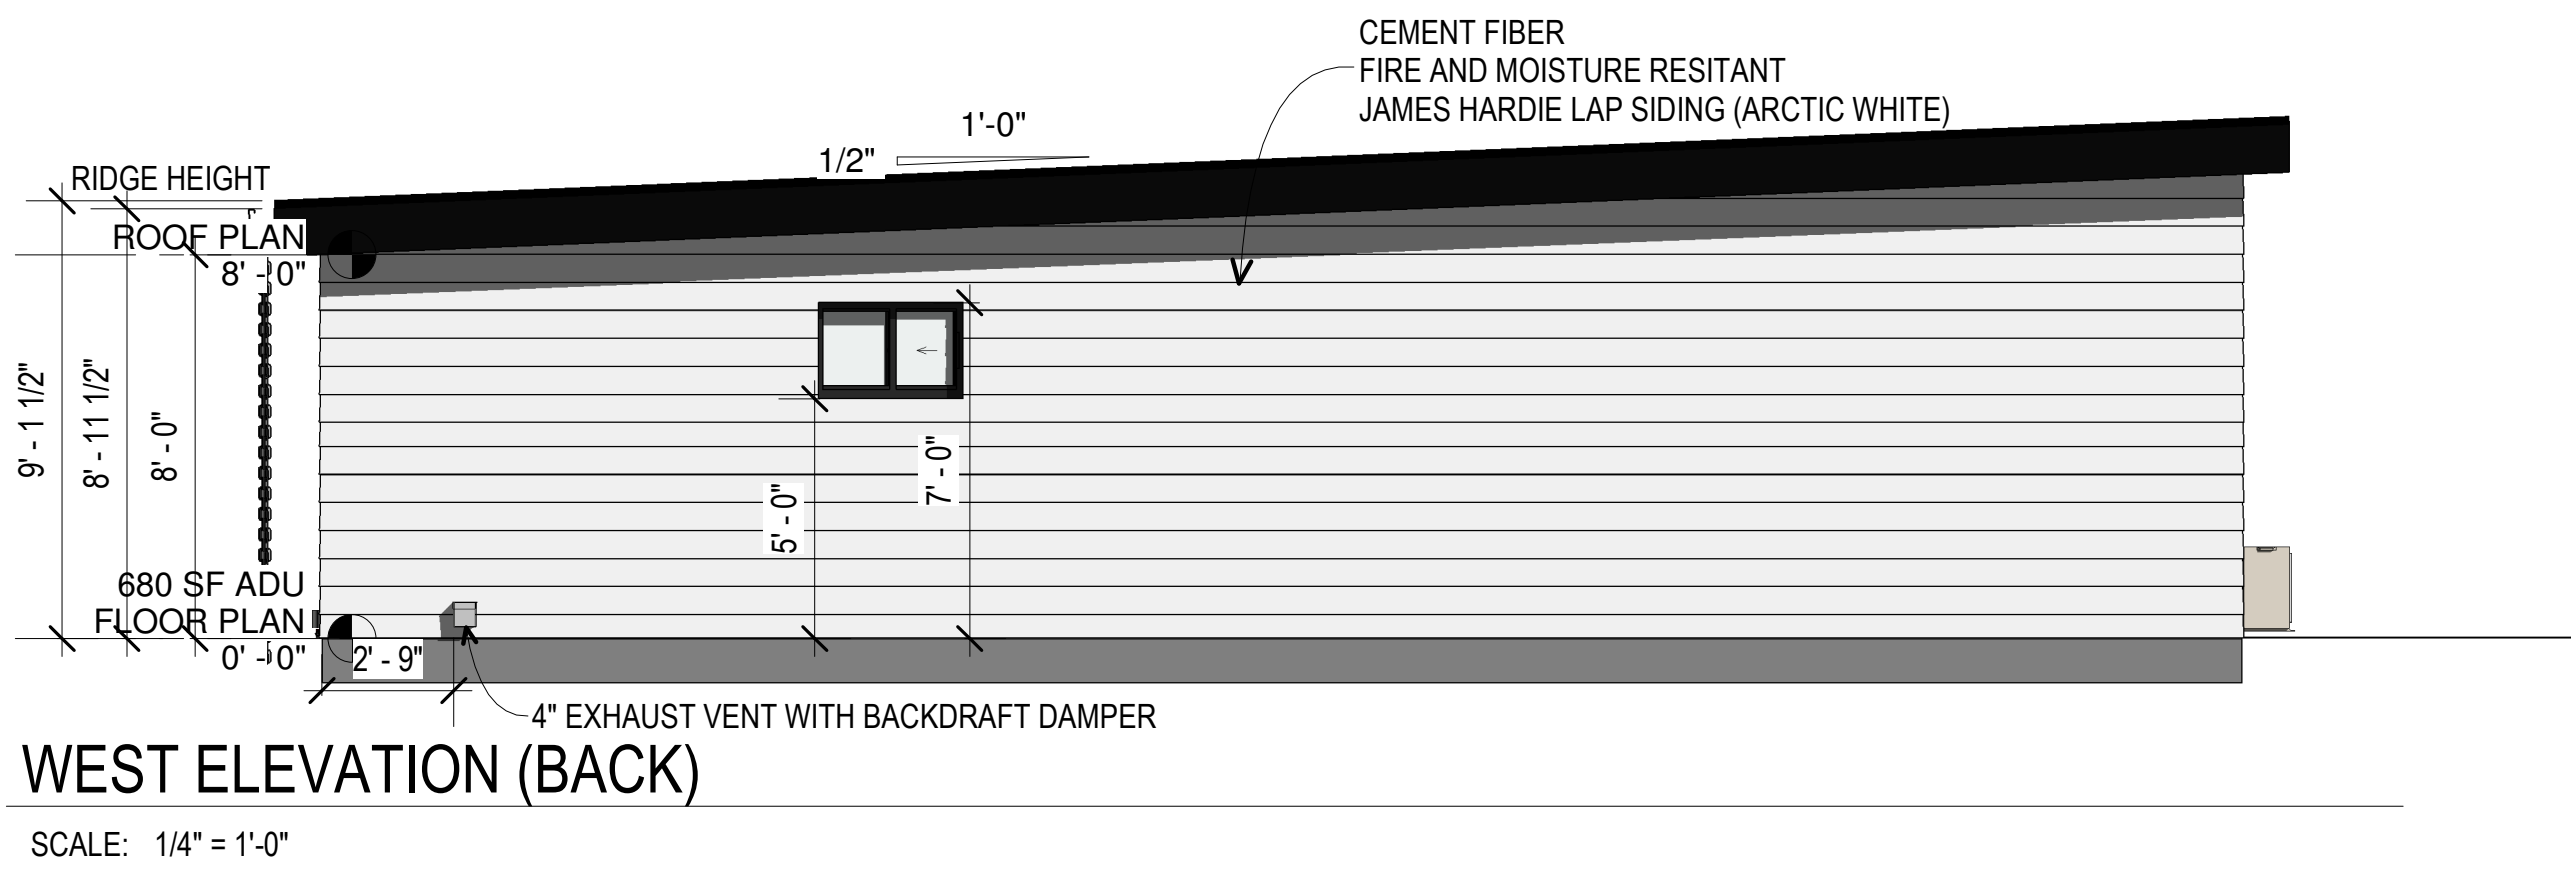 CEMENT FIBER
FIRE AND MOISTURE RESITANT
JAMES HARDIE LAP SIDING (ARCTIC WHITE)
1'-0"
1/2"
RIDGE HEIGHT
ROOF PLAN
8' - 0"
9' - 1 1/2"
8' - 11 1/2"
8' - 0"
7' - 0"
5' - 0"
680 SF ADU
FLOOR PLAN
0' - 0"
2' - 9"
4" EXHAUST VENT WITH BACKDRAFT DAMPER
WEST ELEVATION (BACK)
SCALE: 1/4" = 1'-0"